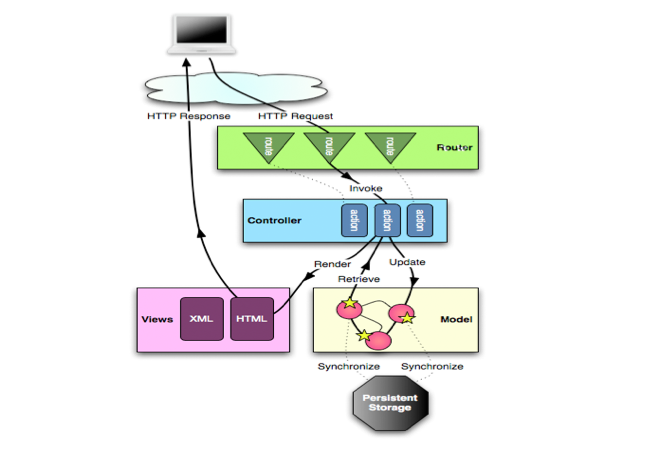 HTTP Response
HTTP Request
route
route
route
Router
Invoke
Controller
action
action
action
Render
Update
Retrieve
Views
XML
HTML
Model
Synchronize
Synchronize
Persistent
Storage